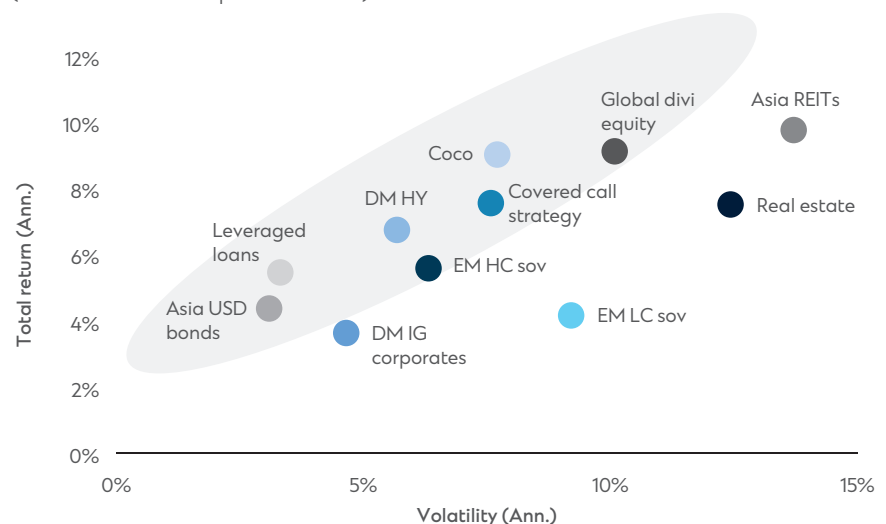 12%
10%
8%
6%
4%
2%
0%
Total return (Ann.)
Global divi
equity
Asia REITs
Coco
DM HY
Covered call
strategy
Real estate
Leveraged
loans
EM HC sov
Asia USD
bonds
DM IG
corporates
EM LC sov
0%
5%
10%
15%
Volatility (Ann.)